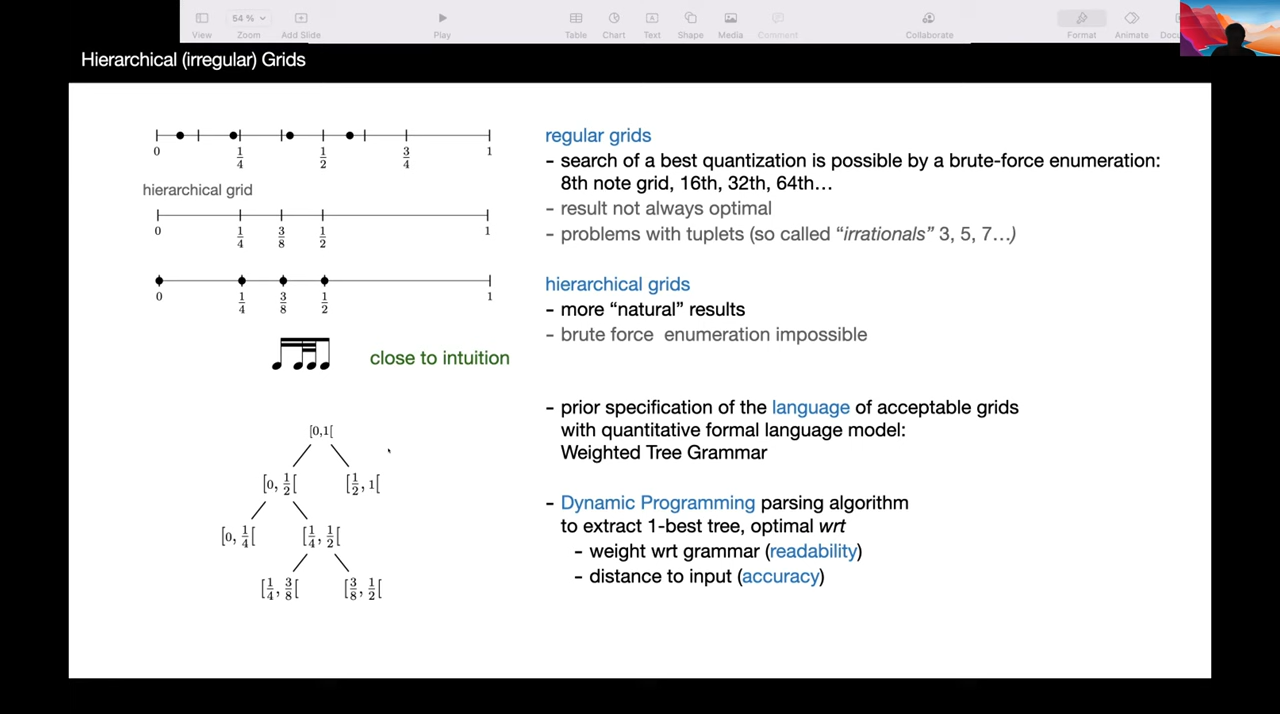 54 %
View
Zoom
Add Slide
Play
Table
Chart
Text
Shape
Media
Comment
Collaborate
Format
Animate
Hierarchical (irregular) Grids
0 1/4 1/2 3/4 1
hierarchical grid
0 1/4 3/8 1/2 1
0 1/4 3/8 1/2 1
close to intuition
[0,1[
[0, 1/2[ [1/2, 1[
[0, 1/4[ [1/4, 1/2[
[1/4, 3/8[ [3/8, 1/2[
regular grids
- search of a best quantization is possible by a brute-force enumeration:
8th note grid, 16th, 32th, 64th...
- result not always optimal
- problems with tuplets (so called "irrationals" 3, 5, 7...)
hierarchical grids
- more "natural" results
- brute force enumeration impossible
- prior specification of the language of acceptable grids
with quantitative formal language model:
Weighted Tree Grammar
- Dynamic Programming parsing algorithm
to extract 1-best tree, optimal wrt
- weight wrt grammar (readability)
- distance to input (accuracy)